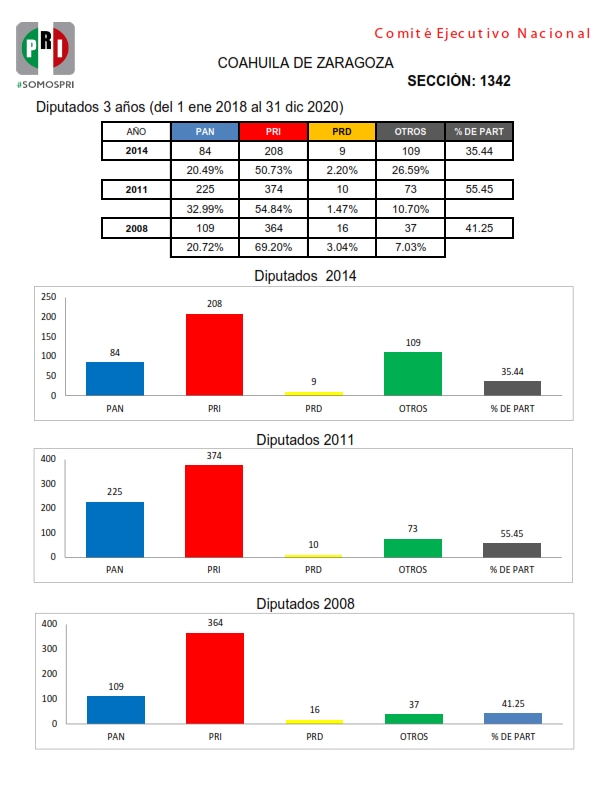 Comité Ejecutivo Nacional
PRI
#SOMOSPRI
COAHUILA DE ZARAGOZA
SECCIÓN: 1342
Diputados 3 años (del 1 ene 2018 al 31 dic 2020)
AÑO PAN PRI PRD OTROS % DE PART
2014 84 208 9 109 35.44
20.49% 50.73% 2.20% 26.59%
2011 225 374 10 73 55.45
32.99% 54.84% 1.47% 10.70%
2008 109 364 16 37 41.25
20.72% 69.20% 3.04% 7.03%
Diputados 2014
250
200
150
100
50
0
84 208 9 109 35.44
PAN PRI PRD OTROS % DE PART
Diputados 2011
400
300
200
100
0
225 374 10 73 55.45
PAN PRI PRD OTROS % DE PART
Diputados 2008
400
300
200
100
0
109 364 16 37 41.25
PAN PRI PRD OTROS % DE PART